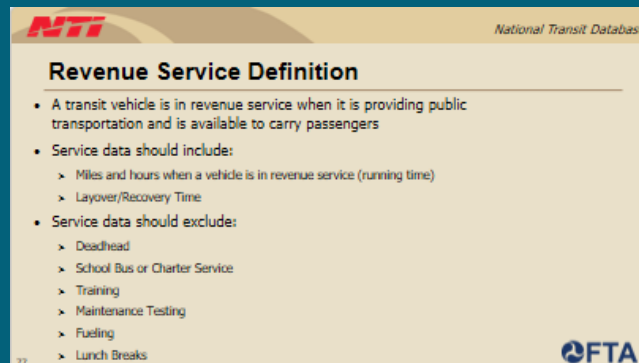 NTI
National Transit Databas
Revenue Service Definition
• A transit vehicle is in revenue service when it is providing public
transportation and is available to carry passengers
• Service data should include:
➤ Miles and hours when a vehicle is in revenue service (running time)
➤ Layover/Recovery Time
• Service data should exclude:
➤ Deadhead
➤ School Bus or Charter Service
➤ Training
➤ Maintenance Testing
➤ Fueling
➤ Lunch Breaks
FTA